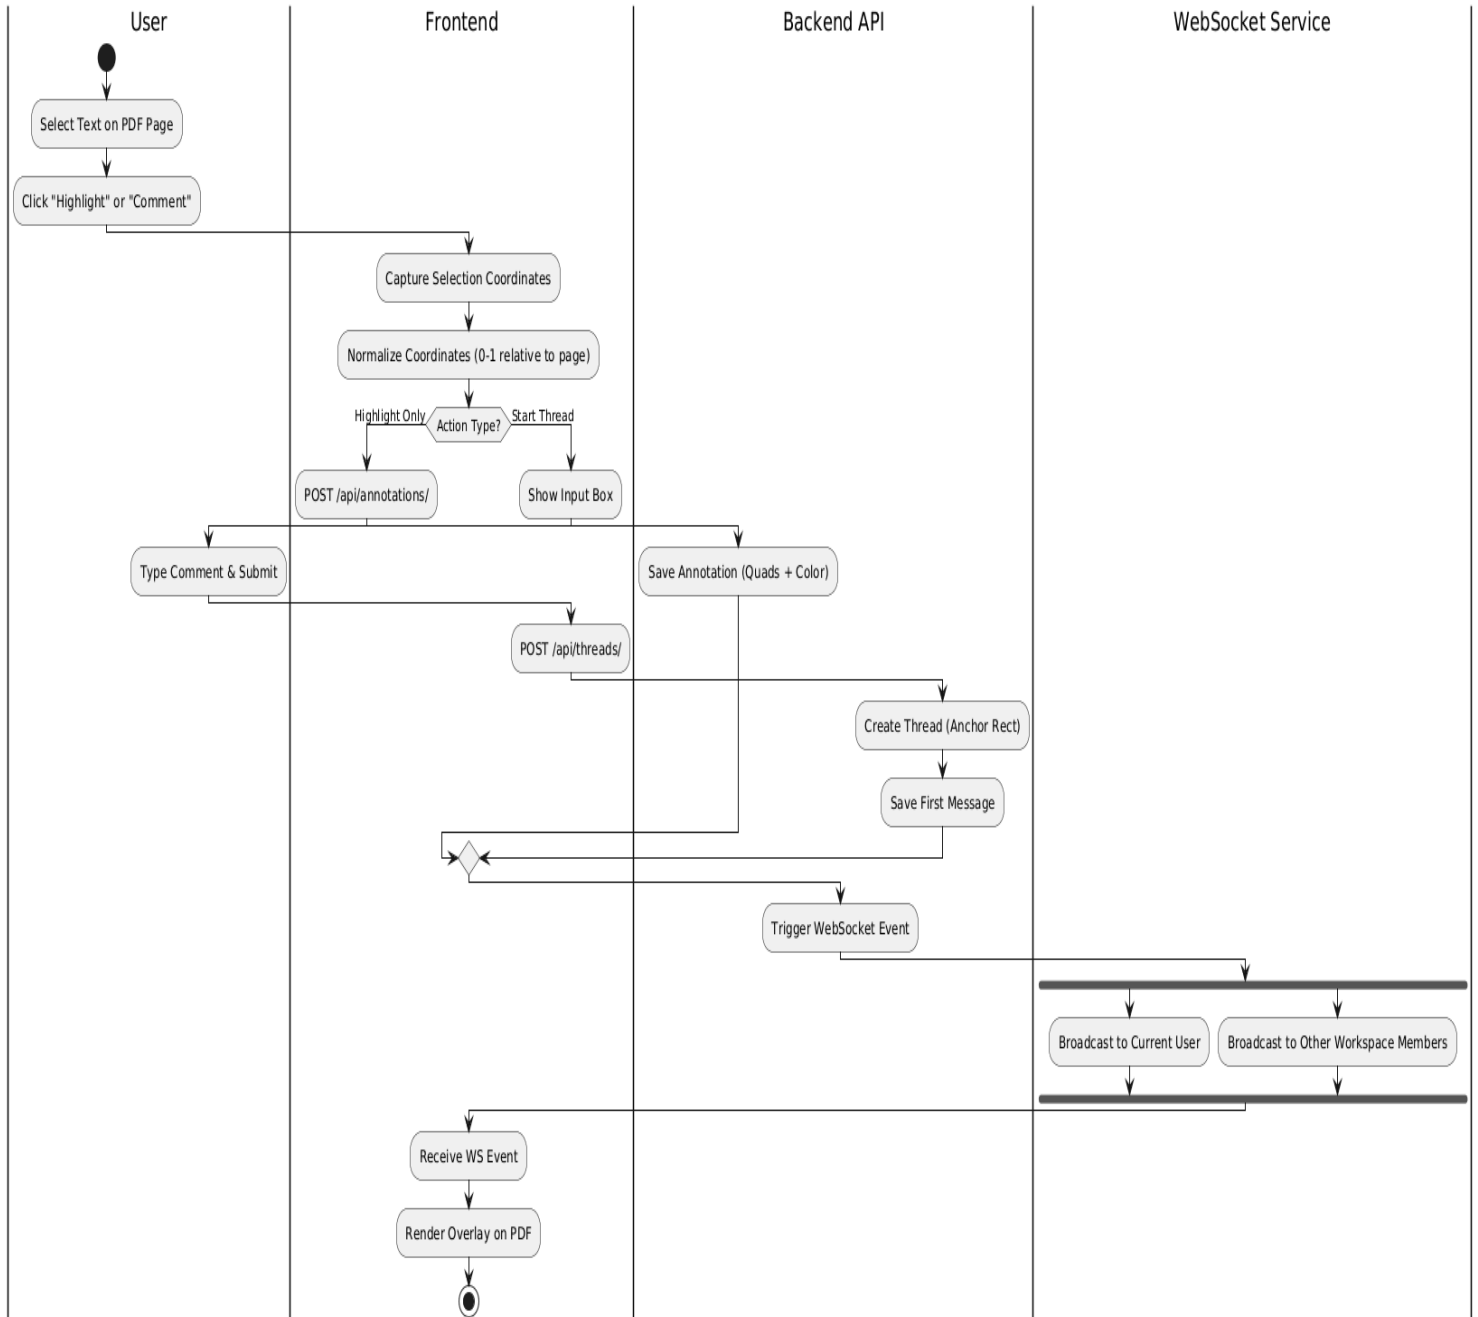 User
Frontend
Backend API
WebSocket Service
Select Text on PDF Page
Click "Highlight" or "Comment"
Capture Selection Coordinates
Normalize Coordinates (0-1 relative to page)
Highlight Only
Action Type?
Start Thread
POST /api/annotations/
Show Input Box
Type Comment & Submit
Save Annotation (Quads + Color)
POST /api/threads/
Create Thread (Anchor Rect)
Save First Message
Trigger WebSocket Event
Broadcast to Current User
Broadcast to Other Workspace Members
Receive WS Event
Render Overlay on PDF